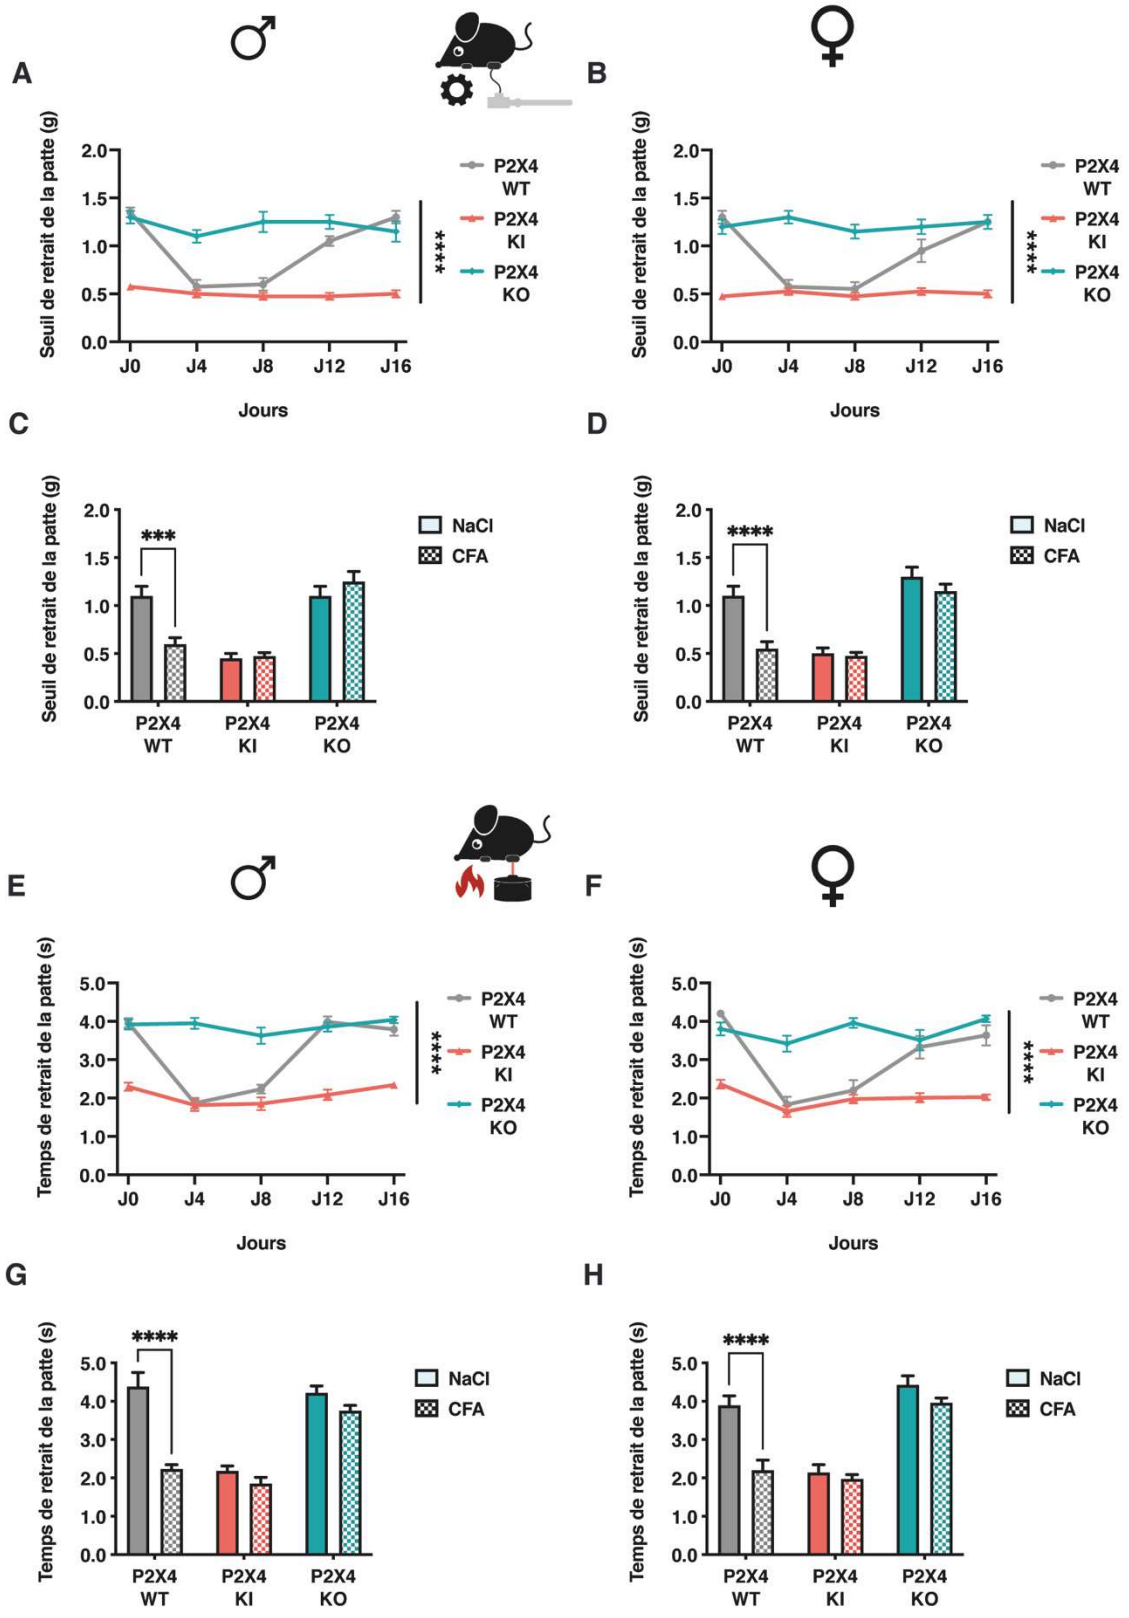 ♂
♀
A
B
Seuil de retrait de la patte (g)
2.0
1.5
1.0
0.5
0.0
J0 J4 J8 J12 J16
Jours
P2X4
WT
P2X4
KI
P2X4
KO
****
Seuil de retrait de la patte (g)
2.0
1.5
1.0
0.5
0.0
J0 J4 J8 J12 J16
Jours
P2X4
WT
P2X4
KI
P2X4
KO
****
C
D
Seuil de retrait de la patte (g)
2.0
1.5
1.0
0.5
0.0
***
P2X4 P2X4 P2X4
WT KI KO
NaCl
CFA
Seuil de retrait de la patte (g)
2.0
1.5
1.0
0.5
0.0
****
P2X4 P2X4 P2X4
WT KI KO
NaCl
CFA
♂
♀
E
F
Temps de retrait de la patte (s)
5.0
4.0
3.0
2.0
1.0
0.0
J0 J4 J8 J12 J16
Jours
P2X4
WT
P2X4
KI
P2X4
KO
****
Temps de retrait de la patte (s)
5.0
4.0
3.0
2.0
1.0
0.0
J0 J4 J8 J12 J16
Jours
P2X4
WT
P2X4
KI
P2X4
KO
****
G
H
Temps de retrait de la patte (s)
5.0
4.0
3.0
2.0
1.0
0.0
****
P2X4 P2X4 P2X4
WT KI KO
NaCl
CFA
Temps de retrait de la patte (s)
5.0
4.0
3.0
2.0
1.0
0.0
****
P2X4 P2X4 P2X4
WT KI KO
NaCl
CFA